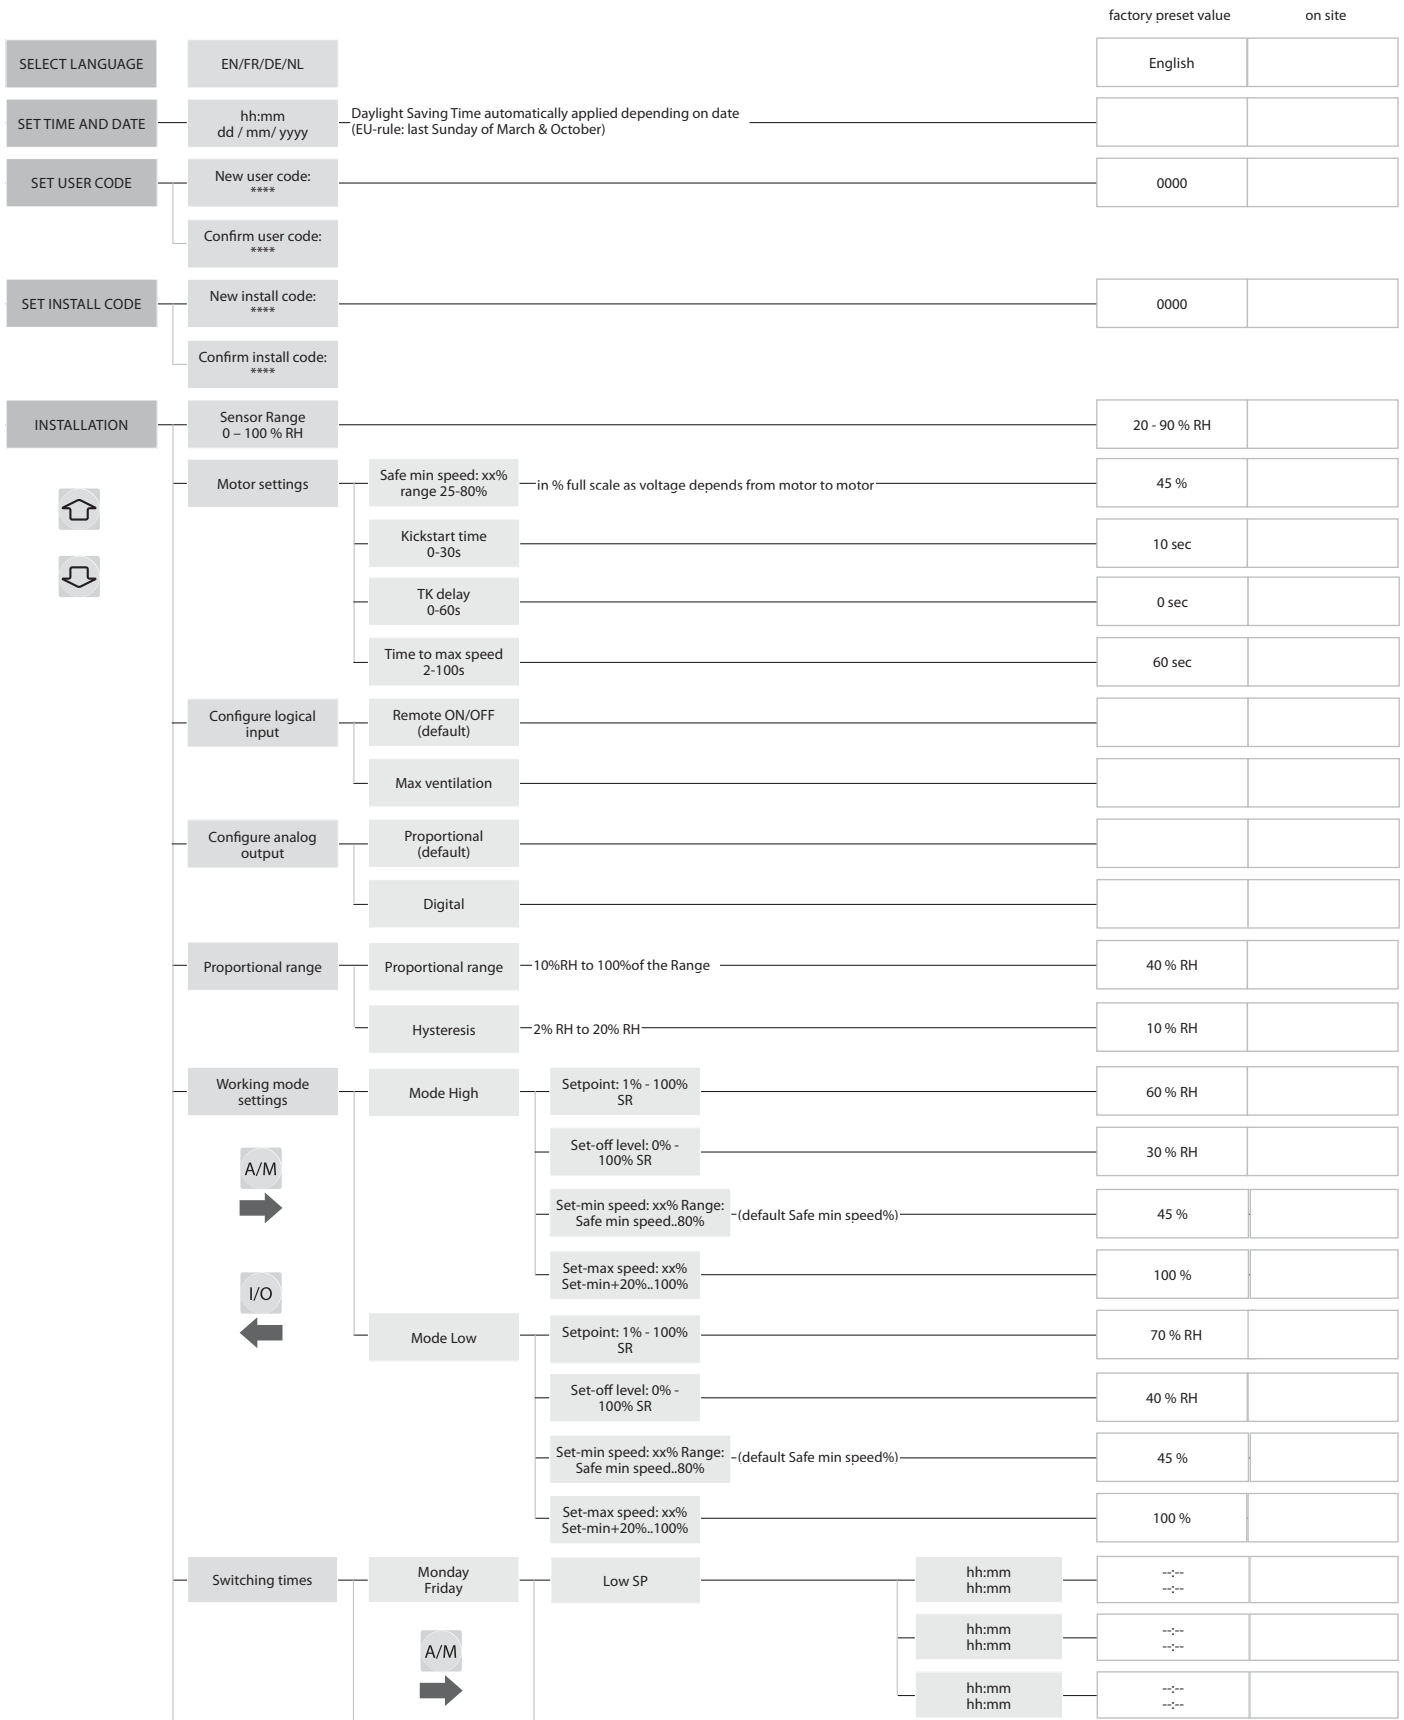 factory preset value
on site
SELECT LANGUAGE
EN/FR/DE/NL
English
SET TIME AND DATE
hh:mm
dd / mm/ yyyy
Daylight Saving Time automatically applied depending on date
(EU-rule: last Sunday of March & October)
SET USER CODE
New user code:
****
0000
Confirm user code:
****
SET INSTALL CODE
New install code:
****
0000
Confirm install code:
****
INSTALLATION
Sensor Range
0 – 100 % RH
20 - 90 % RH
Motor settings
Safe min speed: xx%
range 25-80%
in % full scale as voltage depends from motor to motor
45 %
Kickstart time
0-30s
10 sec
TK delay
0-60s
0 sec
Time to max speed
2-100s
60 sec
Configure logical
input
Remote ON/OFF
(default)
Max ventilation
Configure analog
output
Proportional
(default)
Digital
Proportional range
Proportional range
10%RH to 100%of the Range
40 % RH
Hysteresis
2% RH to 20% RH
10 % RH
Working mode
settings
Mode High
Setpoint: 1% - 100%
SR
60 % RH
Set-off level: 0% -
100% SR
30 % RH
A/M
Set-min speed: xx% Range:
Safe min speed..80%
(default Safe min speed%)
45 %
Set-max speed: xx%
Set-min+20%..100%
100 %
I/O
Mode Low
Setpoint: 1% - 100%
SR
70 % RH
Set-off level: 0% -
100% SR
40 % RH
Set-min speed: xx% Range:
Safe min speed..80%
(default Safe min speed%)
45 %
Set-max speed: xx%
Set-min+20%..100%
100 %
Switching times
Monday
Friday
Low SP
hh:mm
hh:mm
--:--
--:--
A/M
hh:mm
hh:mm
--:--
--:--
hh:mm
hh:mm
--:--
--:--